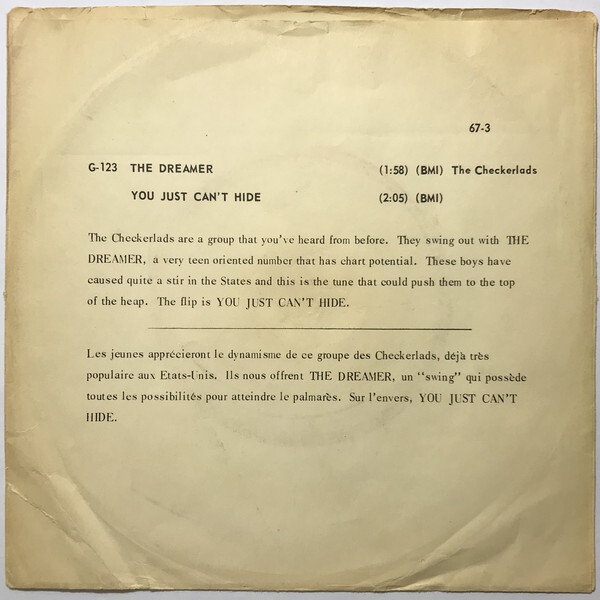 67-3
G-123 THE DREAMER (1:58) (BMI) The Checkerlads
YOU JUST CAN'T HIDE (2:05) (BMI)
The Checkerlads are a group that you've heard from before. They swing out with THE
DREAMER, a very teen oriented number that has chart potential. These boys have
caused quite a stir in the States and this is the tune that could push them to the top
of the heap. The flip is YOU JUST CAN'T HIDE.
Les jeunes apprécieront le dynamisme de ce groupe des Checkerlads, déjà très
populaire aux Etats-Unis. Ils nous offrent THE DREAMER, un "swing" qui possède
toutes les possibilités pour atteindre le palmarès. Sur l'envers, YOU JUST CAN'T
HIDE.